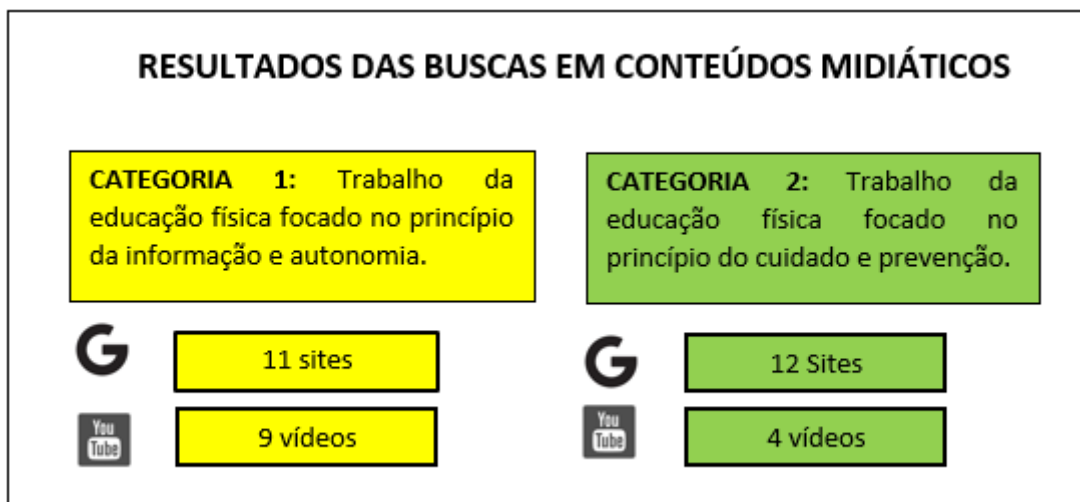 RESULTADOS DAS BUSCAS EM CONTEÚDOS MIDIÁTICOS
CATEGORIA 1: Trabalho da
educação física focado no princípio
da informação e autonomia.
CATEGORIA 2: Trabalho da
educação física focado no
princípio do cuidado e prevenção.
G
11 sites
G
12 Sites
You
Tube
9 vídeos
You
Tube
4 vídeos